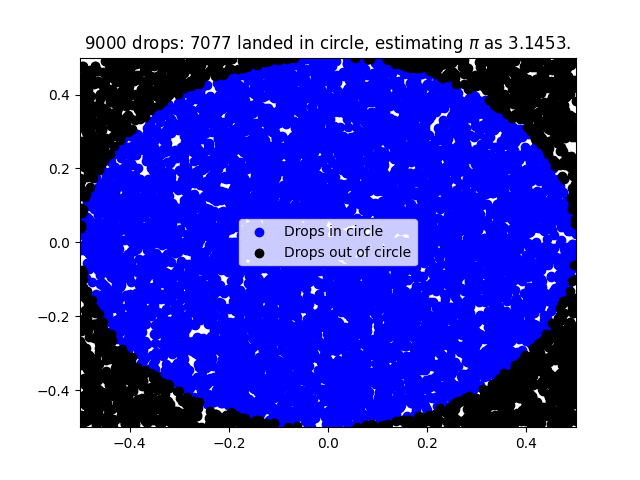 9000 drops: 7077 landed in circle, estimating π as 3.1453.
0.4
0.2
0.0
−0.2
−0.4
Drops in circle
Drops out of circle
−0.4 −0.2 0.0 0.2 0.4